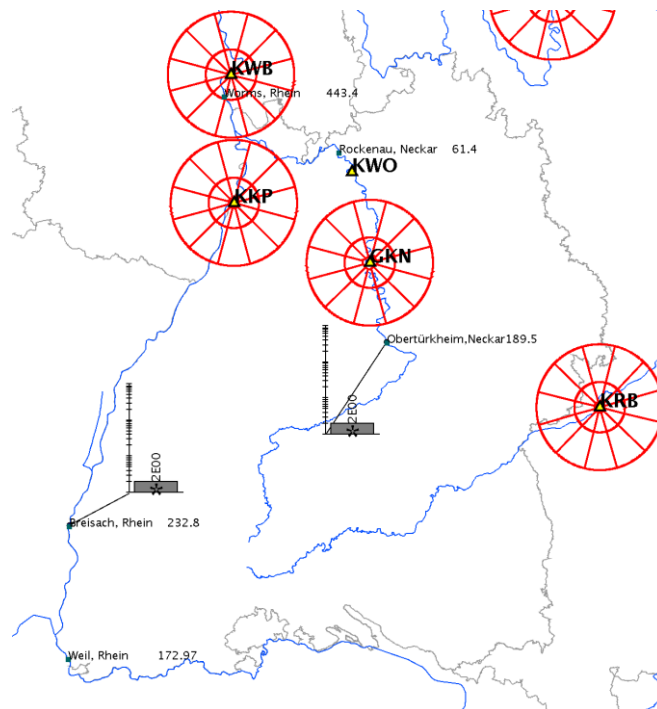 KWB
Worms, Rhein 443.4
Rockenau, Neckar 61.4
KWO
KKP
GKN
Obertürkheim,Neckar189.5
KRB
2E00
2E00
Breisach, Rhein 232.8
Weil, Rhein 172.97